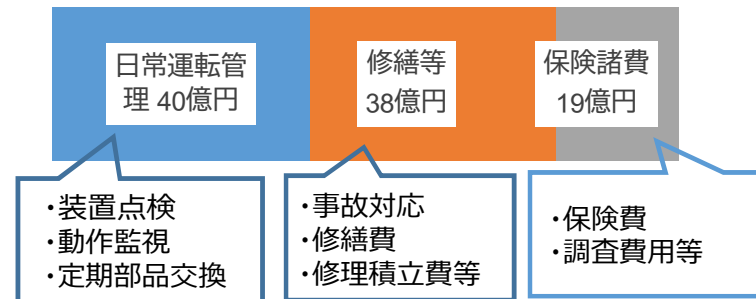 日常運転管
理 40億円
修繕等
38億円
保険諸費
19億円
・装置点検
・動作監視
・定期部品交換
・事故対応
・修繕費
・修理積立費等
・保険費
・調査費用等